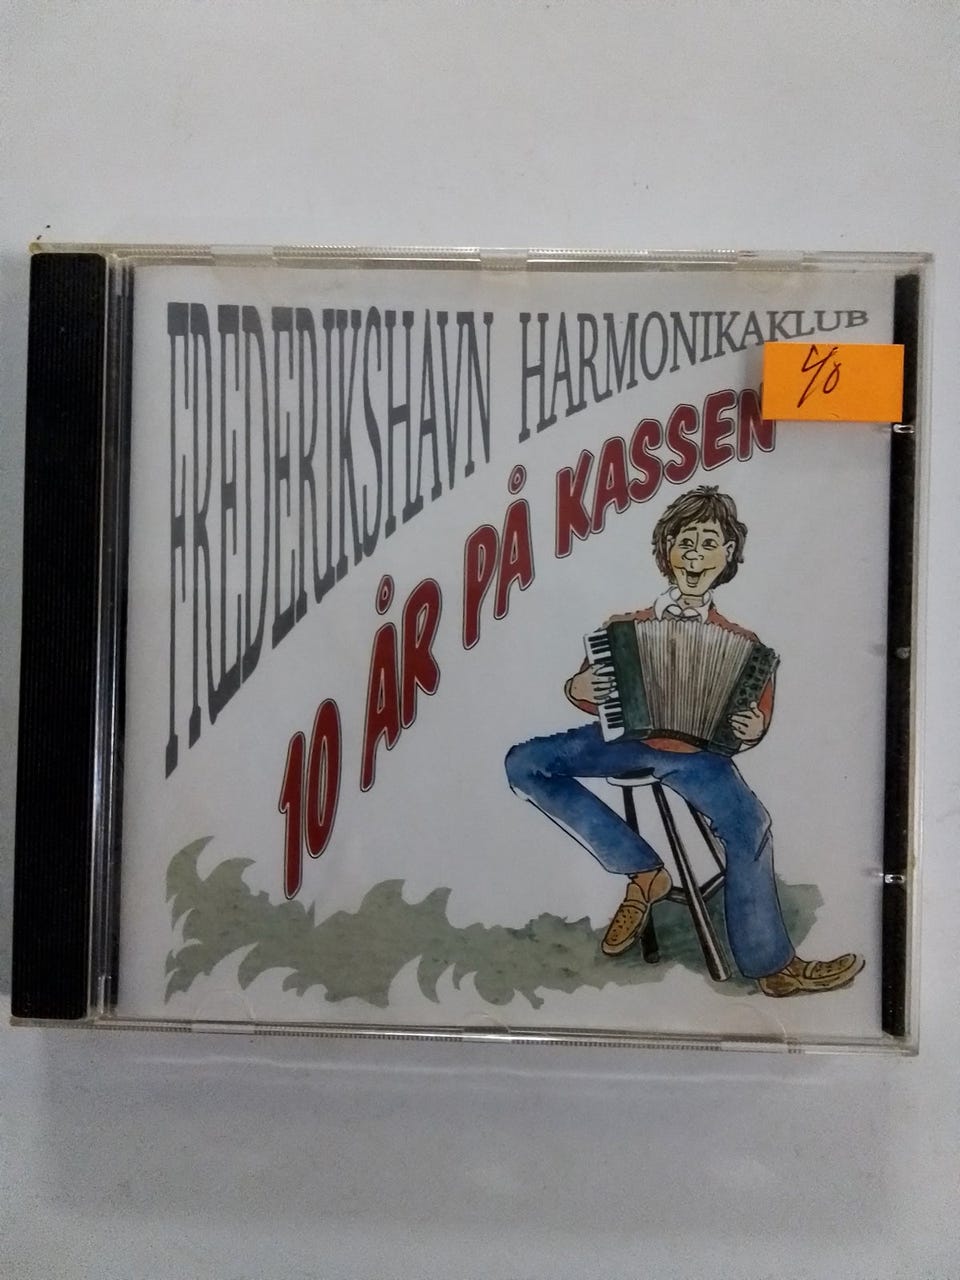 FREDERIKSHAVN HARMONIKAKLUB
10 ÅR PÅ KASSEN